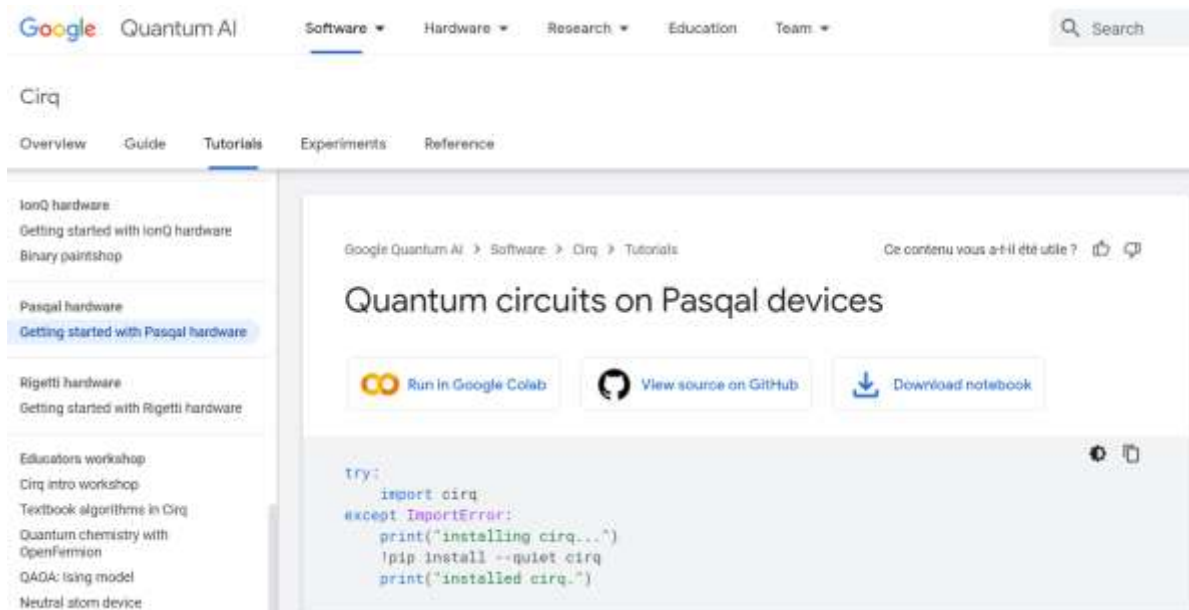 Google Quantum AI Software Hardware Research Education Team Search
Cirq
Overview Guide Tutorials Experiments Reference
IonQ hardware
Getting started with IonQ hardware
Binary paintshop
Pasqal hardware
Getting started with Pasqal hardware
Rigetti hardware
Getting started with Rigetti hardware
Educators workshop
Cirq intro workshop
Textbook algorithms in Cirq
Quantum chemistry with
OpenFermion
QAOA: Ising model
Neutral atom device
Google Quantum AI > Software > Cirq > Tutorials
Ce contenu vous a-t-il été utile ?
Quantum circuits on Pasqal devices
Run in Google Colab View source on GitHub Download notebook
try:
    import cirq
except ImportError:
    print("installing cirq...")
    !pip install --quiet cirq
    print("installed cirq.")